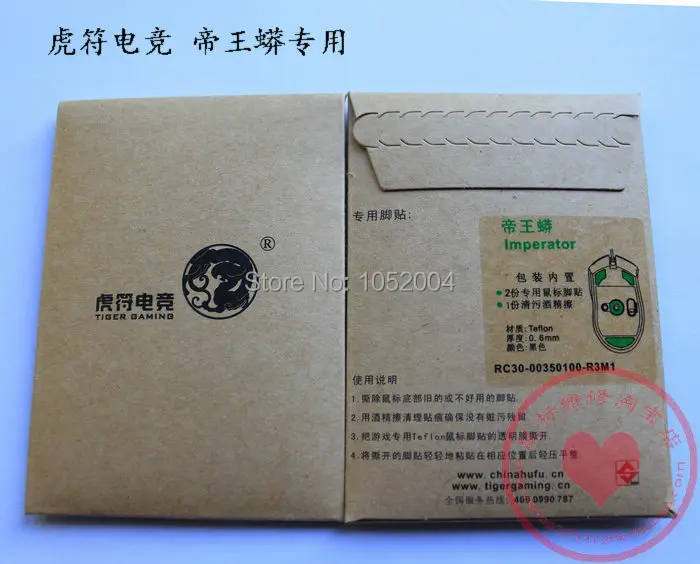 虎符电竞 帝王蟒专用
虎符电竞
TIGER GAMING
®
Store No: 1052004
专用脚贴:
帝王蟒
Imperator
包装内置
•2份专用鼠标脚贴
•1份清污酒精擦
材质:Teflon
厚度:0.6mm
颜色:黑色
RC30-00350100-R3M1
使用说明
1.撕除鼠标底部旧的或不好用的脚贴.
2.用酒精擦清理贴痕确保没有赃污残留.
3.把游戏专用Teflon鼠标脚贴的透明膜撕开.
4.将撕开的脚贴轻轻地粘贴在相应位置后轻压平整.
www.chinahufu.cn
www.tigergaming.cn
全国服务热线:4000990787